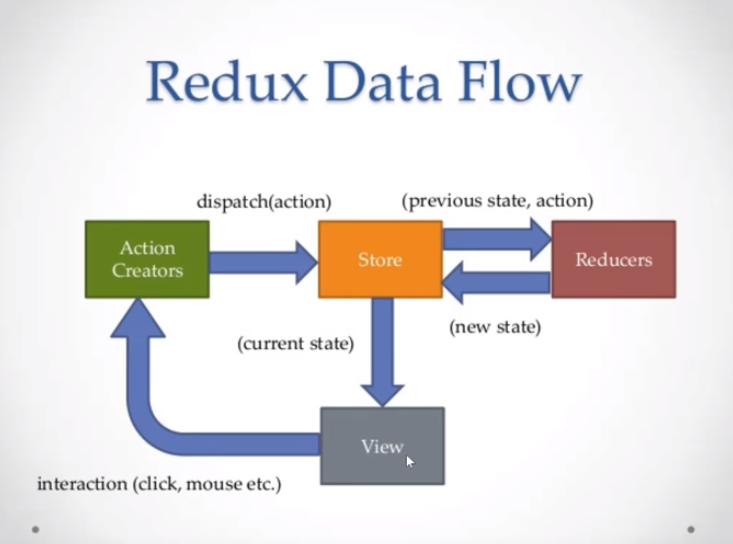 Redux Data Flow
dispatch(action)
(previous state, action)
Action
Creators
Store
Reducers
(new state)
(current state)
View
interaction (click, mouse etc.)